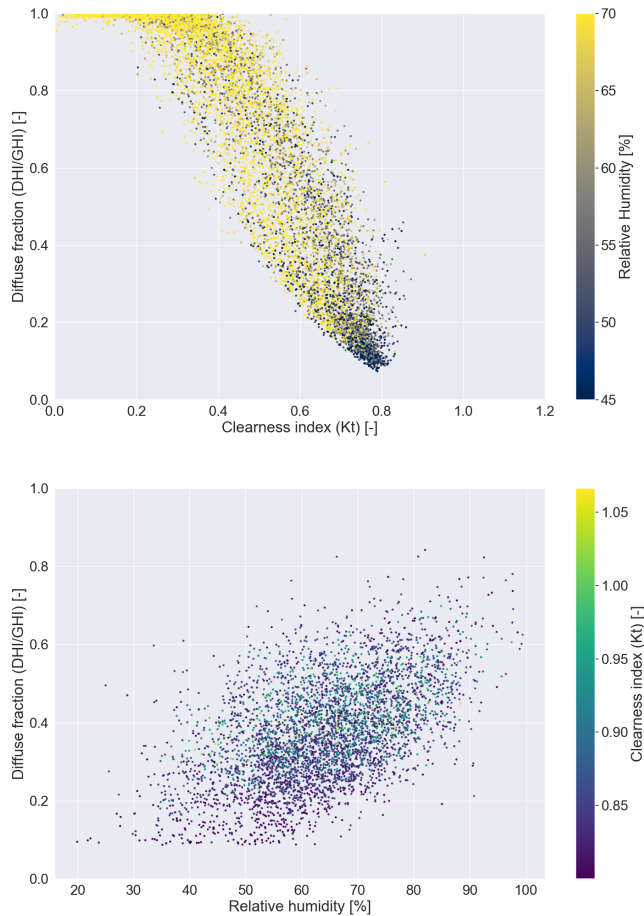 1.0
0.8
0.6
0.4
0.2
0.0
Diffuse fraction (DHI/GHI) [-]
0.0 0.2 0.4 0.6 0.8 1.0 1.2
Clearness index (Kt) [-]
70
65
60
55
50
45
Relative Humidity [%]
1.0
0.8
0.6
0.4
0.2
0.0
Diffuse fraction (DHI/GHI) [-]
20 30 40 50 60 70 80 90 100
Relative humidity [%]
1.05
1.00
0.95
0.90
0.85
Clearness index (Kt) [-]